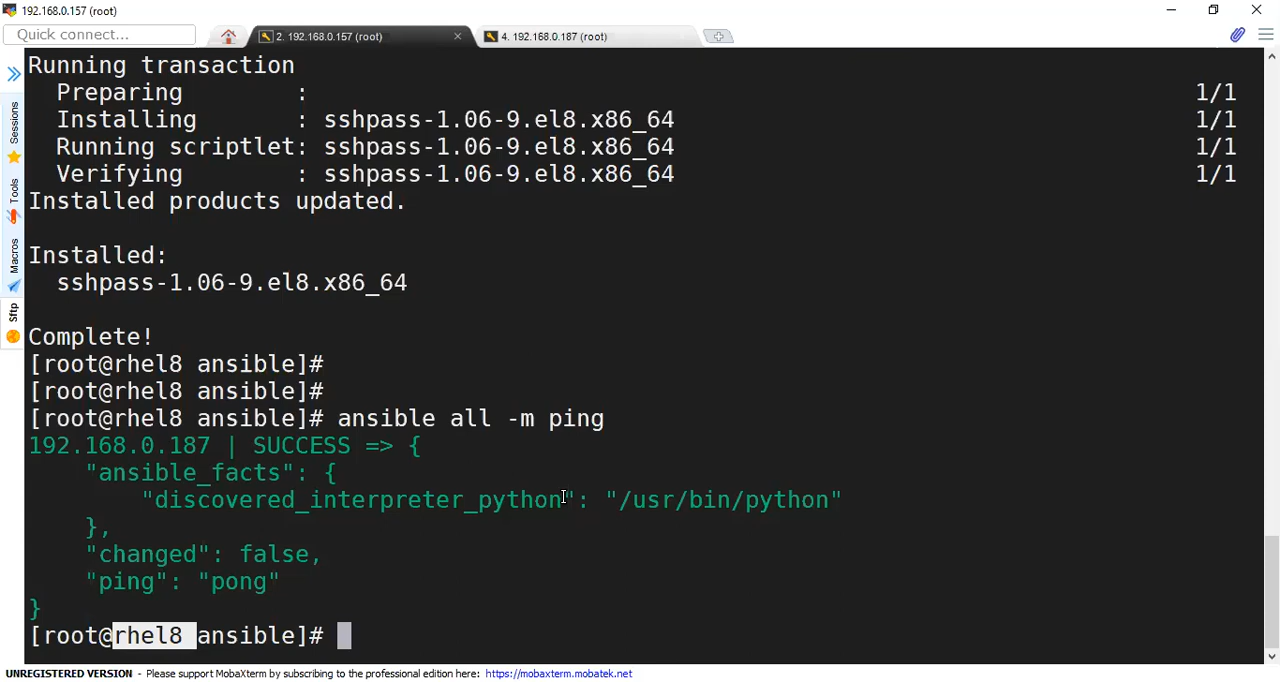 192.168.0.157 (root)
Quick connect...
2. 192.168.0.157 (root)
4. 192.168.0.187 (root)
Sessions
Tools
Macros
Sftp
Running transaction
Preparing : 1/1
Installing : sshpass-1.06-9.el8.x86_64 1/1
Running scriptlet: sshpass-1.06-9.el8.x86_64 1/1
Verifying : sshpass-1.06-9.el8.x86_64 1/1
Installed products updated.
Installed:
sshpass-1.06-9.el8.x86_64
Complete!
[root@rhel8 ansible]#
[root@rhel8 ansible]#
[root@rhel8 ansible]# ansible all -m ping
192.168.0.187 | SUCCESS => {
"ansible_facts": {
"discovered_interpreter_python": "/usr/bin/python"
},
"changed": false,
"ping": "pong"
}
[root@rhel8 ansible]#
UNREGISTERED VERSION - Please support MobaXterm by subscribing to the professional edition here: https://mobaxterm.mobatek.net